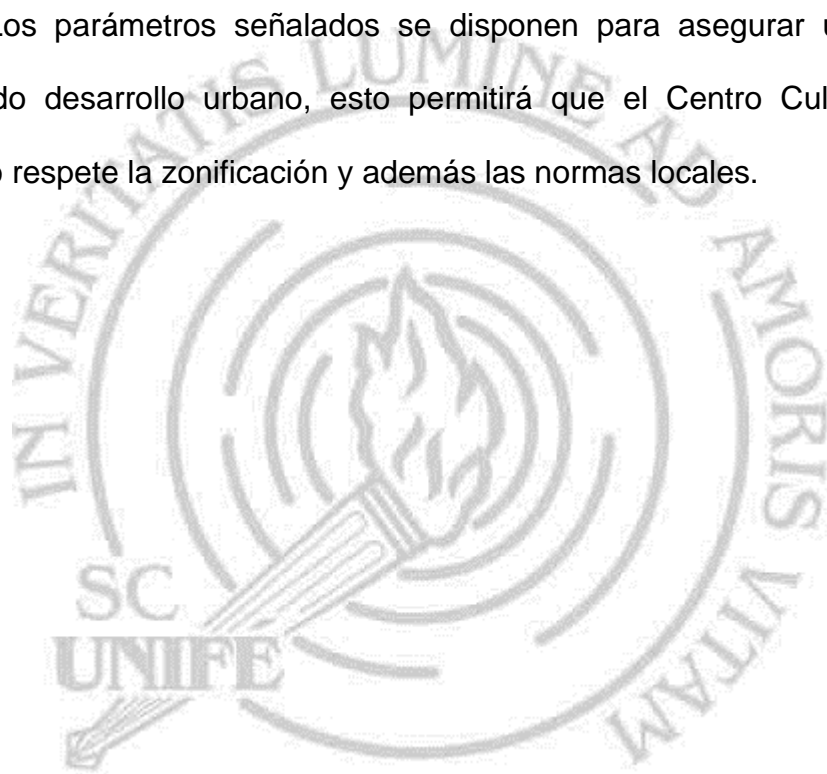 Los parámetros señalados se disponen para asegurar
do desarrollo urbano, esto permitirá que el Centro
respete la zonificación y además las normas locales.
IN VERITATIS LUMINE AD AMORIS VITAM
SC
UNIFE